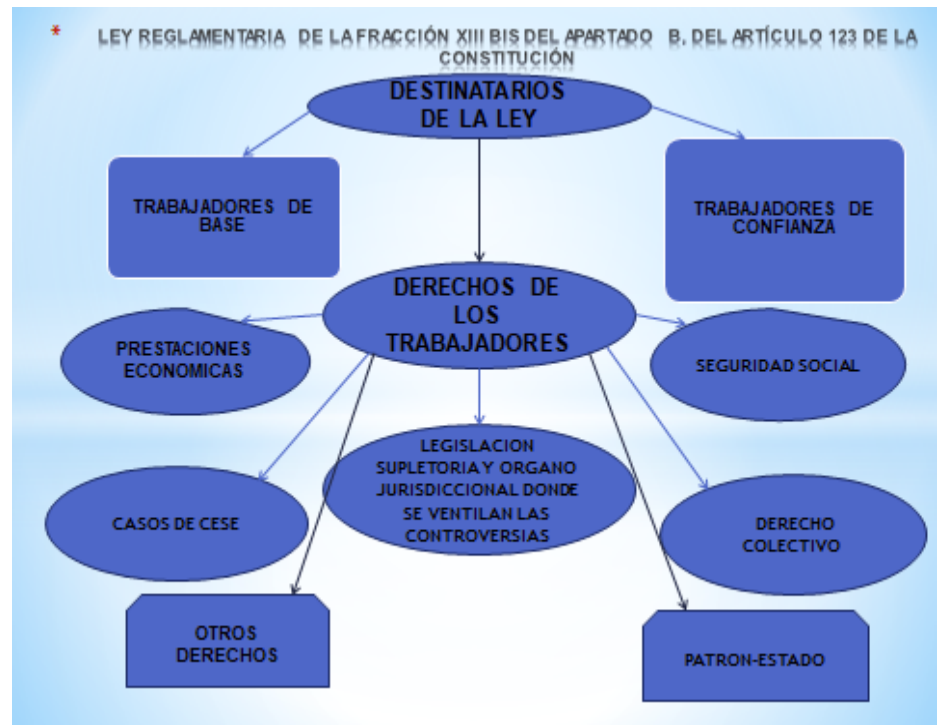 * LEY REGLAMENTARIA DE LA FRACCIÓN XIII BIS DEL APARTADO B, DEL ARTÍCULO 123 DE LA
CONSTITUCIÓN
DESTINATARIOS
DE LA LEY
TRABAJADORES DE
BASE
TRABAJADORES DE
CONFIANZA
DERECHOS DE
LOS
TRABAJADORES
PRESTACIONES
ECONOMICAS
SEGURIDAD SOCIAL
CASOS DE CESE
LEGISLACION
SUPLETORIA Y ORGANO
JURISDICCIONAL DONDE
SE VENTILAN LAS
CONTROVERSIAS
DERECHO
COLECTIVO
OTROS
DERECHOS
PATRON-ESTADO